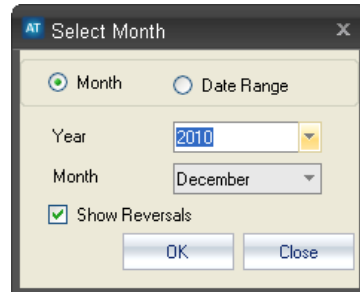 AT Select Month x
Month Date Range
Year 2010
Month December
Show Reversals
OK Close